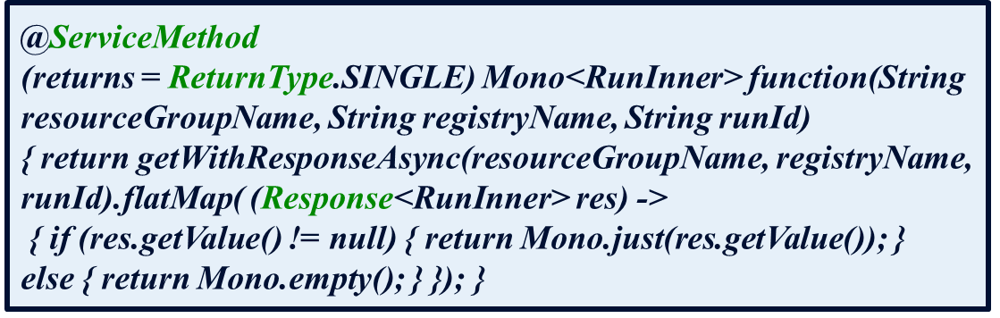 @ServiceMethod
(returns = ReturnType.SINGLE) Mono<RunInner> function(String
resourceGroupName, String registryName, String runId)
{ return getWithResponseAsync(resourceGroupName, registryName,
runId).flatMap( (Response<RunInner> res) ->
{ if (res.getValue() != null) { return Mono.just(res.getValue()); }
else { return Mono.empty(); } }); }